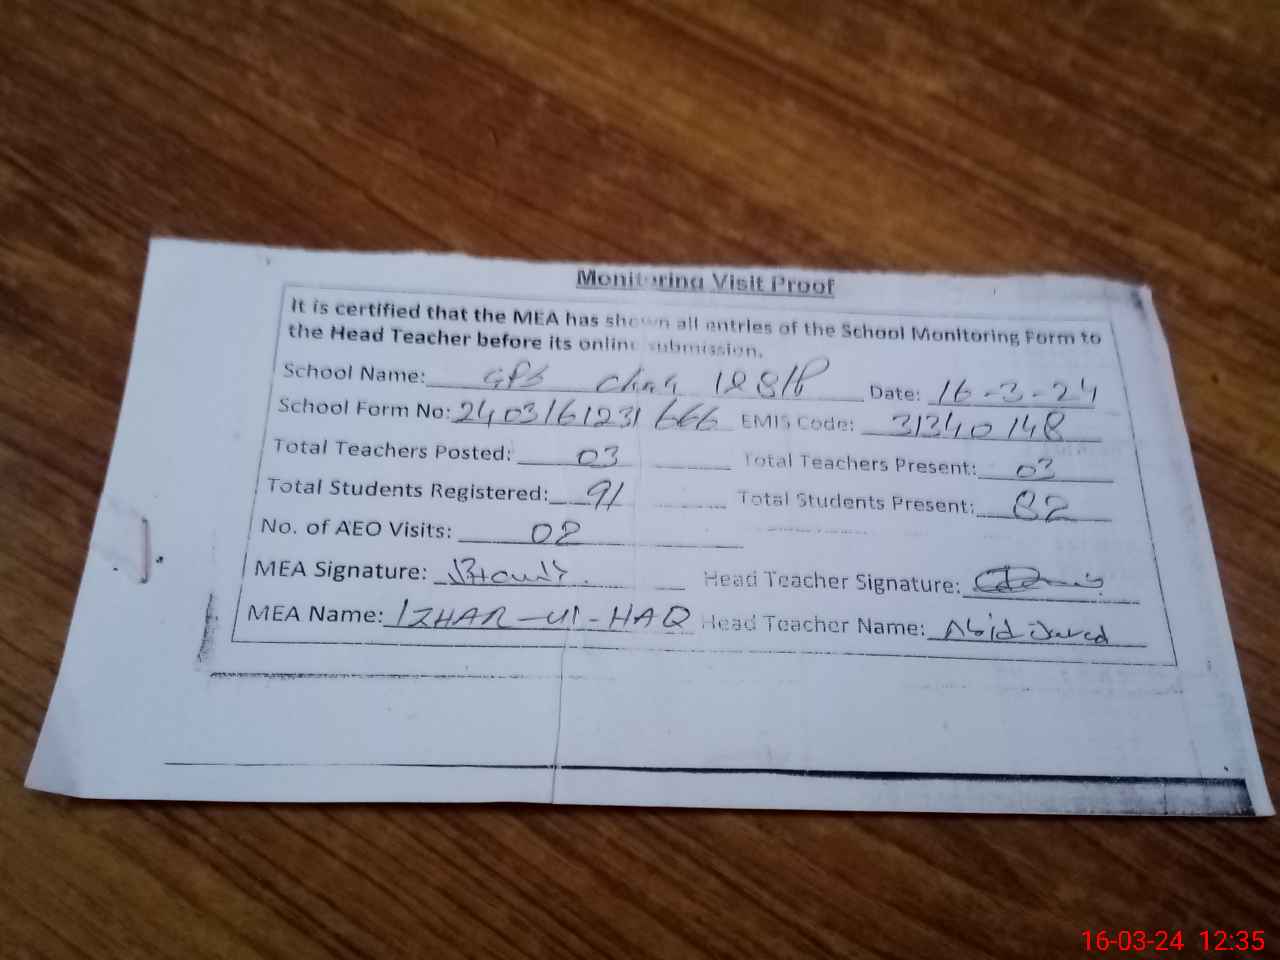 Monitoring Visit Proof
It is certified that the MEA has shown all entries of the School Monitoring Form to
the Head Teacher before its online submission.
School Name: GPS Chak Date: 16-3-24
School Form No: 2403161231666 EMIS Code: 31340148
Total Teachers Posted: 03 Total Teachers Present: 03
Total Students Registered: 91 Total Students Present: 82
No. of AEO Visits: 02
MEA Signature: Head Teacher Signature:
MEA Name: IZHAR-ul-HAQ Head Teacher Name: Abid Javed
16-03-24 12:35